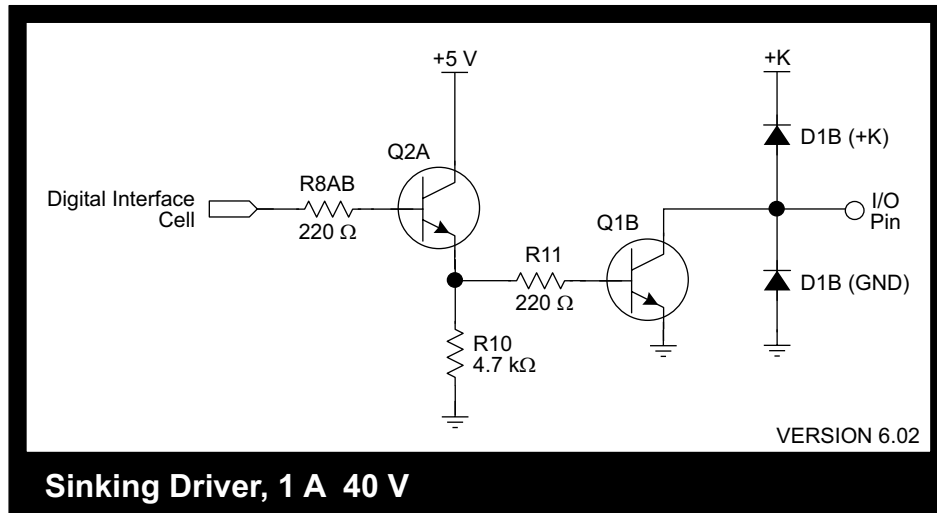 +5 V
+K
Q2A
D1B (+K)
R8AB
Digital Interface
Cell
220 Ω
I/O
Pin
Q1B
R11
220 Ω
D1B (GND)
R10
4.7 kΩ
VERSION 6.02
Sinking Driver, 1 A 40 V